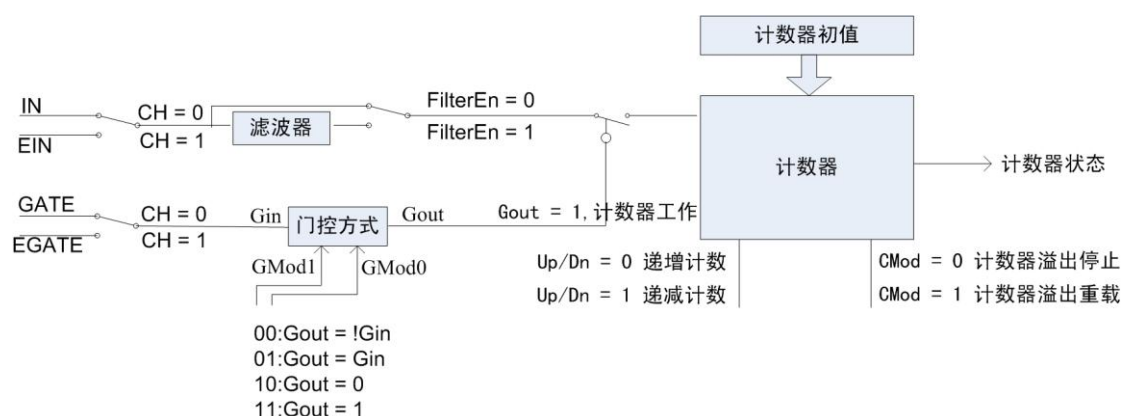 计数器初值
IN
CH = 0
FilterEn = 0
EIN
CH = 1
滤波器
FilterEn = 1
计数器
计数器状态
GATE
CH = 0
Gin
门控方式
Gout
Gout = 1,计数器工作
EGATE
CH = 1
GMod1
GMod0
Up/Dn = 0 递增计数
CMod = 0 计数器溢出停止
Up/Dn = 1 递减计数
CMod = 1 计数器溢出重载
00:Gout = !Gin
01:Gout = Gin
10:Gout = 0
11:Gout = 1